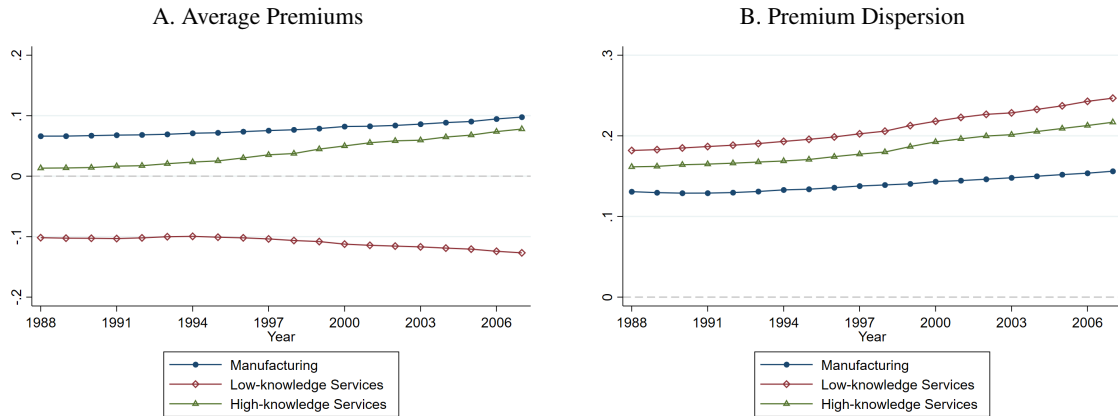 A. Average Premiums
.2
.1
0
-.1
-.2
1988 1991 1994 1997 2000 2003 2006
Year
Manufacturing
Low-knowledge Services
High-knowledge Services
B. Premium Dispersion
.3
.2
.1
0
1988 1991 1994 1997 2000 2003 2006
Year
Manufacturing
Low-knowledge Services
High-knowledge Services